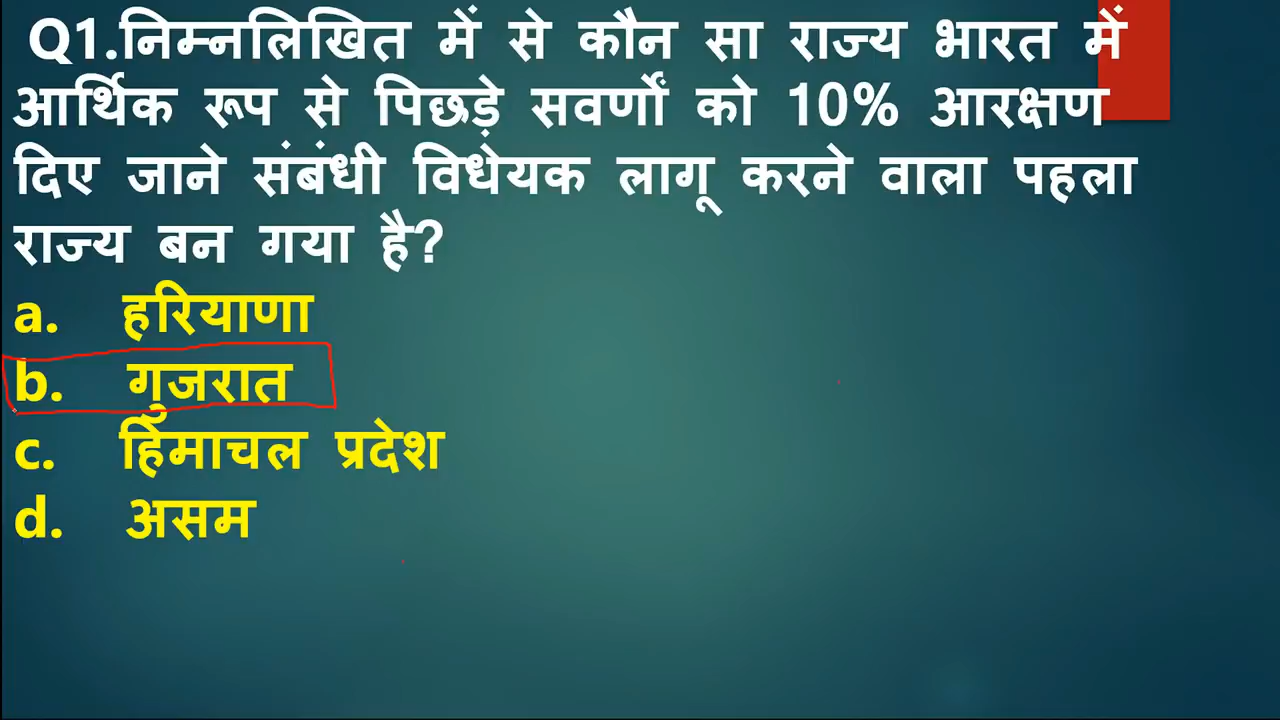 Q1.निम्नलिखित में से कौन सा राज्य भारत में
आर्थिक रूप से पिछड़े सवर्णों को 10% आरक्षण
दिए जाने संबंधी विधेयक लागू करने वाला पहला
राज्य बन गया है?
a. हरियाणा
b. गुजरात
c. हिमाचल प्रदेश
d. असम